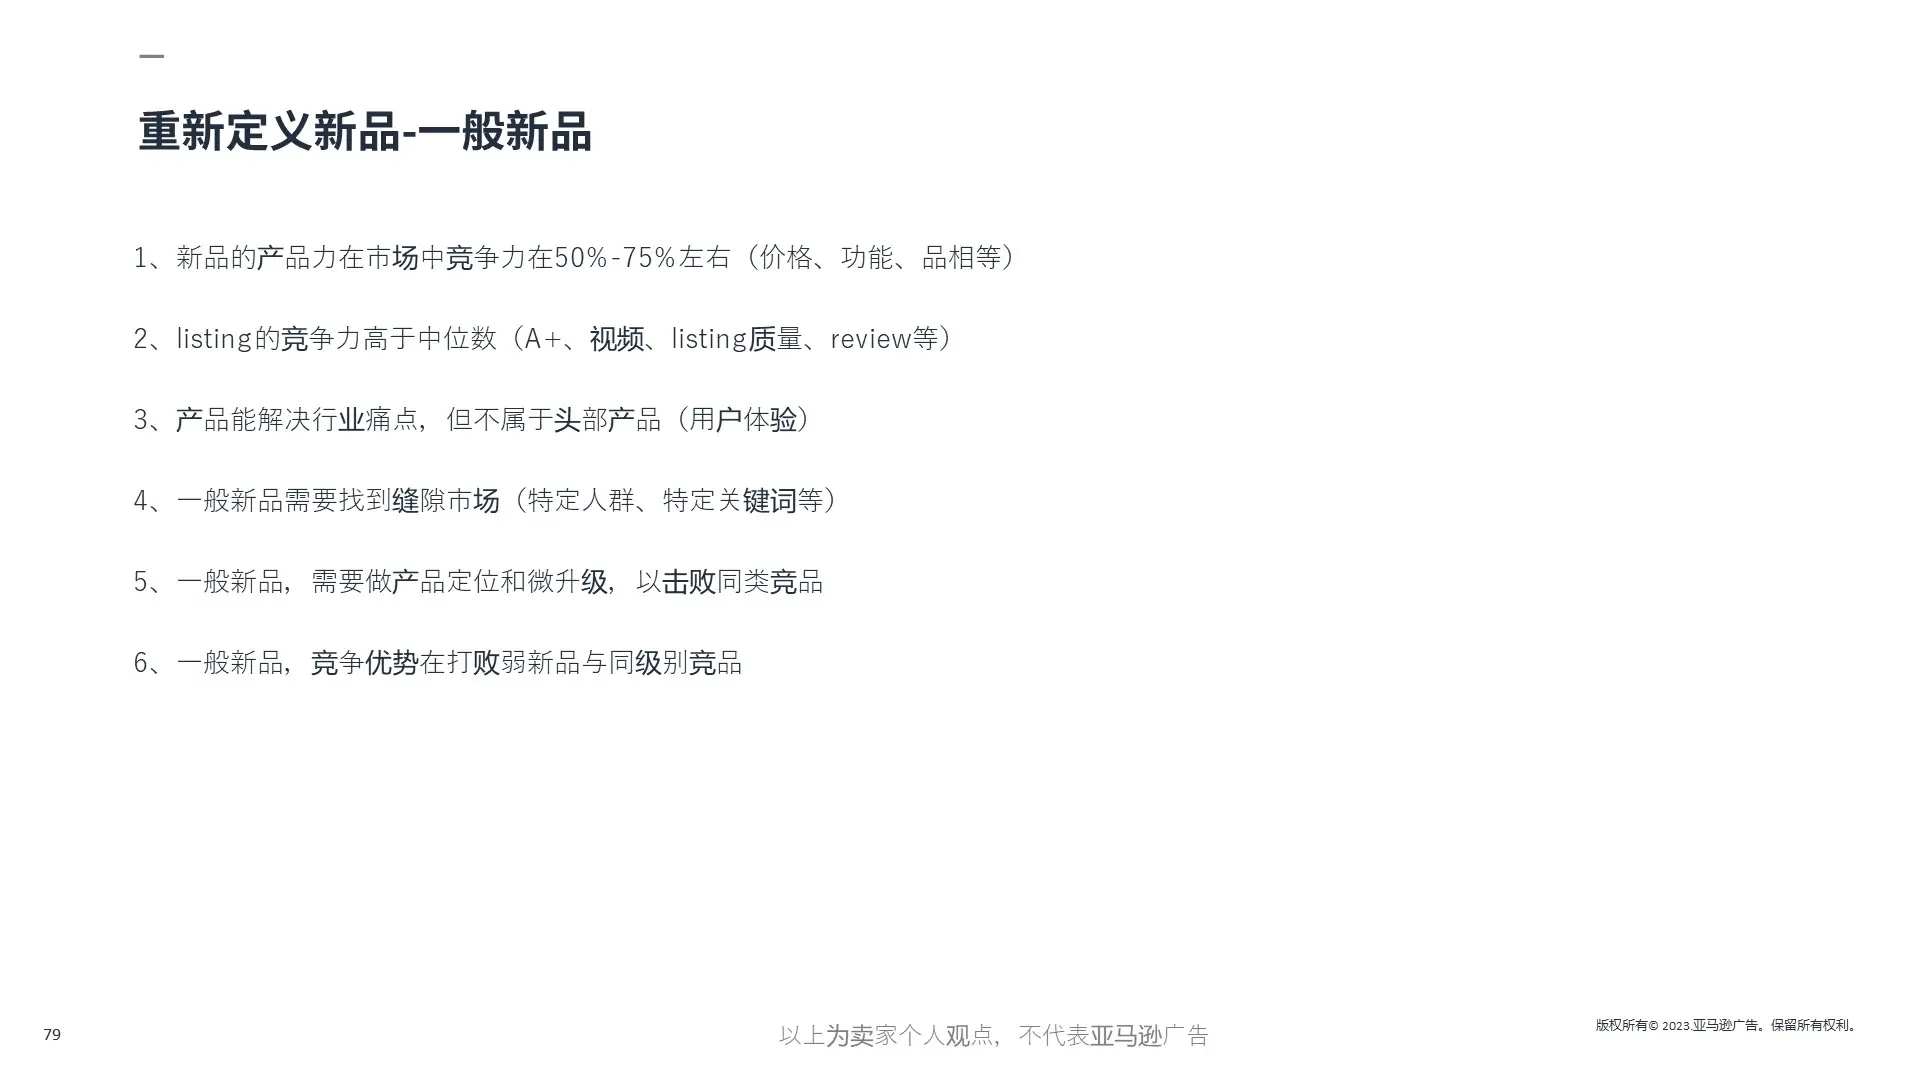 重新定义新品-一般新品
1、新品的产品力在市场中竞争力在50%-75%左右（价格、功能、品相等）
2、listing的竞争力高于中位数（A+、视频、listing质量、review等）
3、产品能解决行业痛点，但不属于头部产品（用户体验）
4、一般新品需要找到缝隙市场（特定人群、特定关键词等）
5、一般新品，需要做产品定位和微升级，以击败同类竞品
6、一般新品，竞争优势在打败弱新品与同级别竞品
79
以上为卖家个人观点，不代表亚马逊广告
版权所有© 2023.亚马逊广告。保留所有权利。